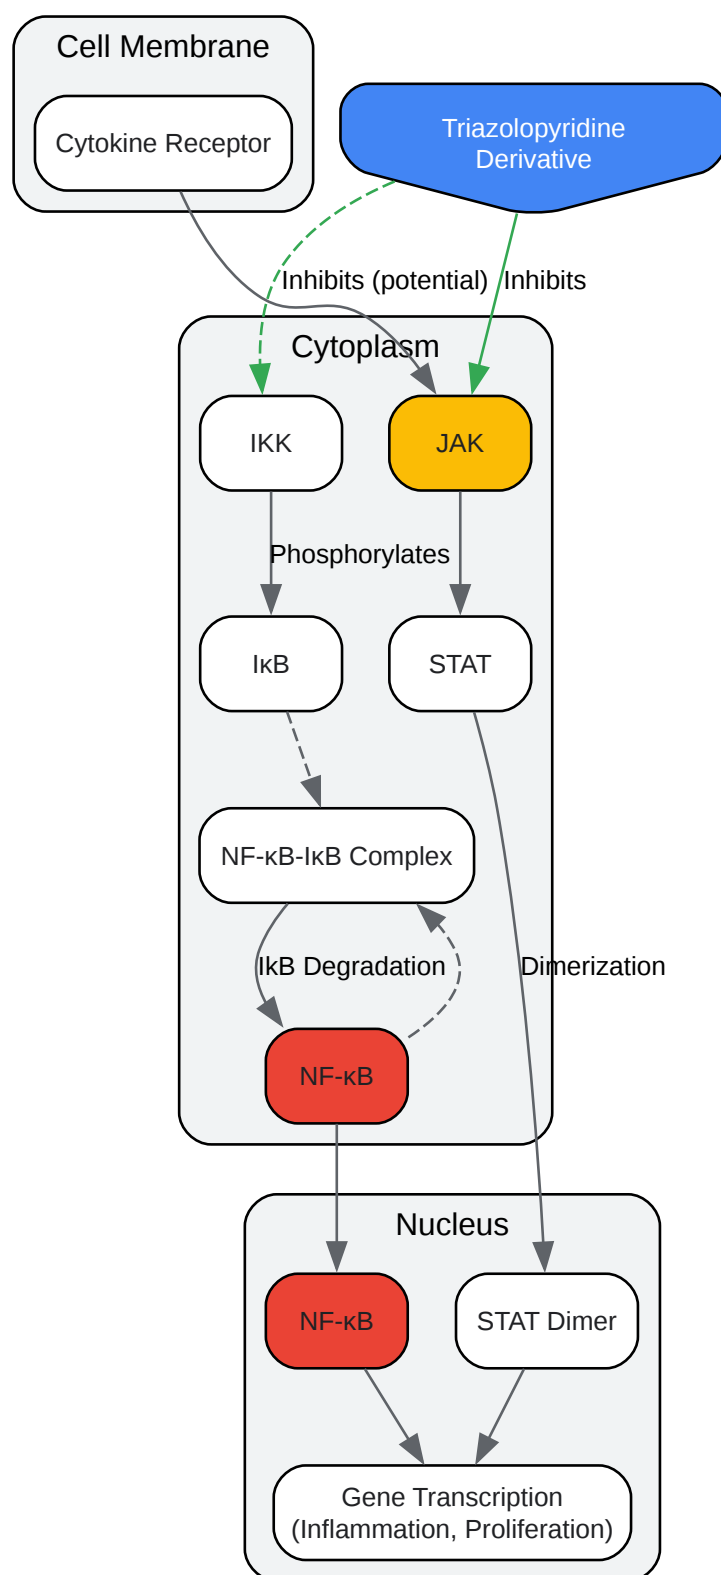 Cell Membrane
Cytokine Receptor
Triazolopyridine
Derivative
Inhibits (potential)
Inhibits
Cytoplasm
IKK
JAK
Phosphorylates
IκB
STAT
NF-κB-IκB Complex
IkB Degradation
Dimerization
NF-κB
Nucleus
NF-κB
STAT Dimer
Gene Transcription
(Inflammation, Proliferation)